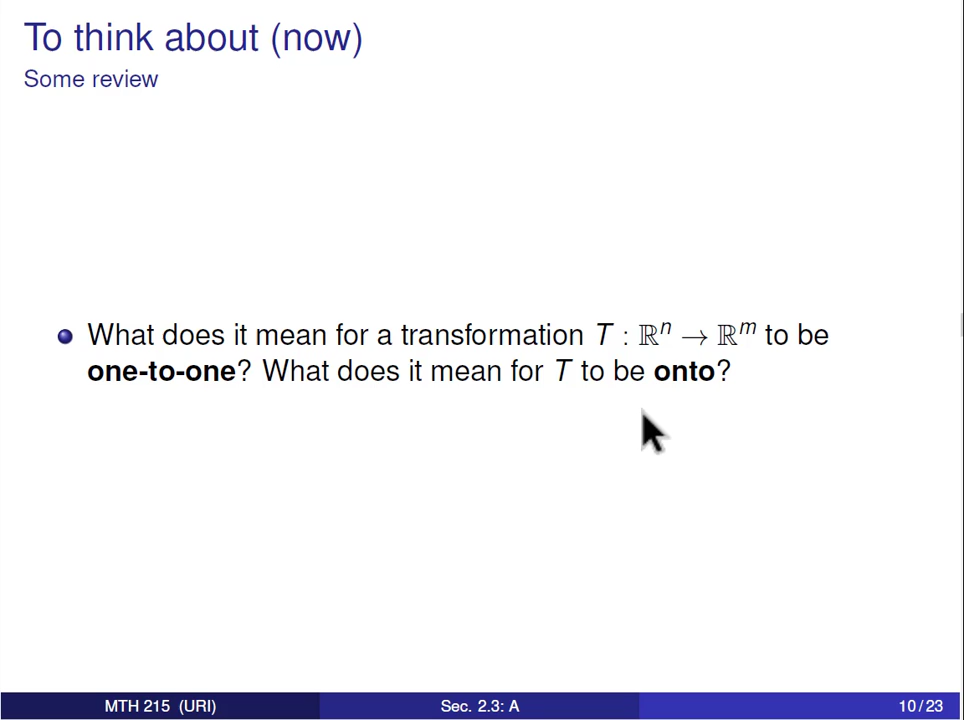 To think about (now)
Some review
What does it mean for a transformation T : ℝⁿ → ℝᵐ to be
one-to-one? What does it mean for T to be onto?
MTH 215 (URI)
Sec. 2.3: A
10/23